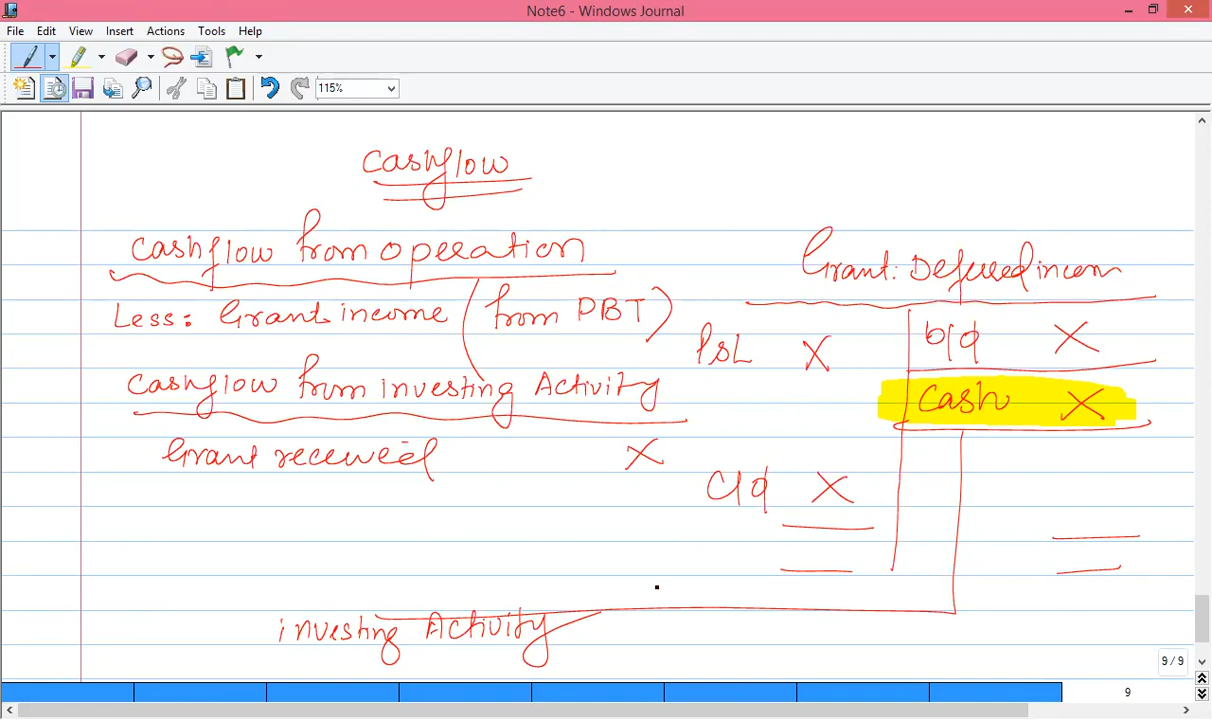 Note6 - Windows Journal
File Edit View Insert Actions Tools Help
115%
Cashflow
Cashflow from operation
Less: Grant income (from PBT)
Cashflow from investing Activity
Grant received X
investing Activity
Grant: Deferred incom
P&L X b/d X
Cash X
C/d X
9 / 9
9